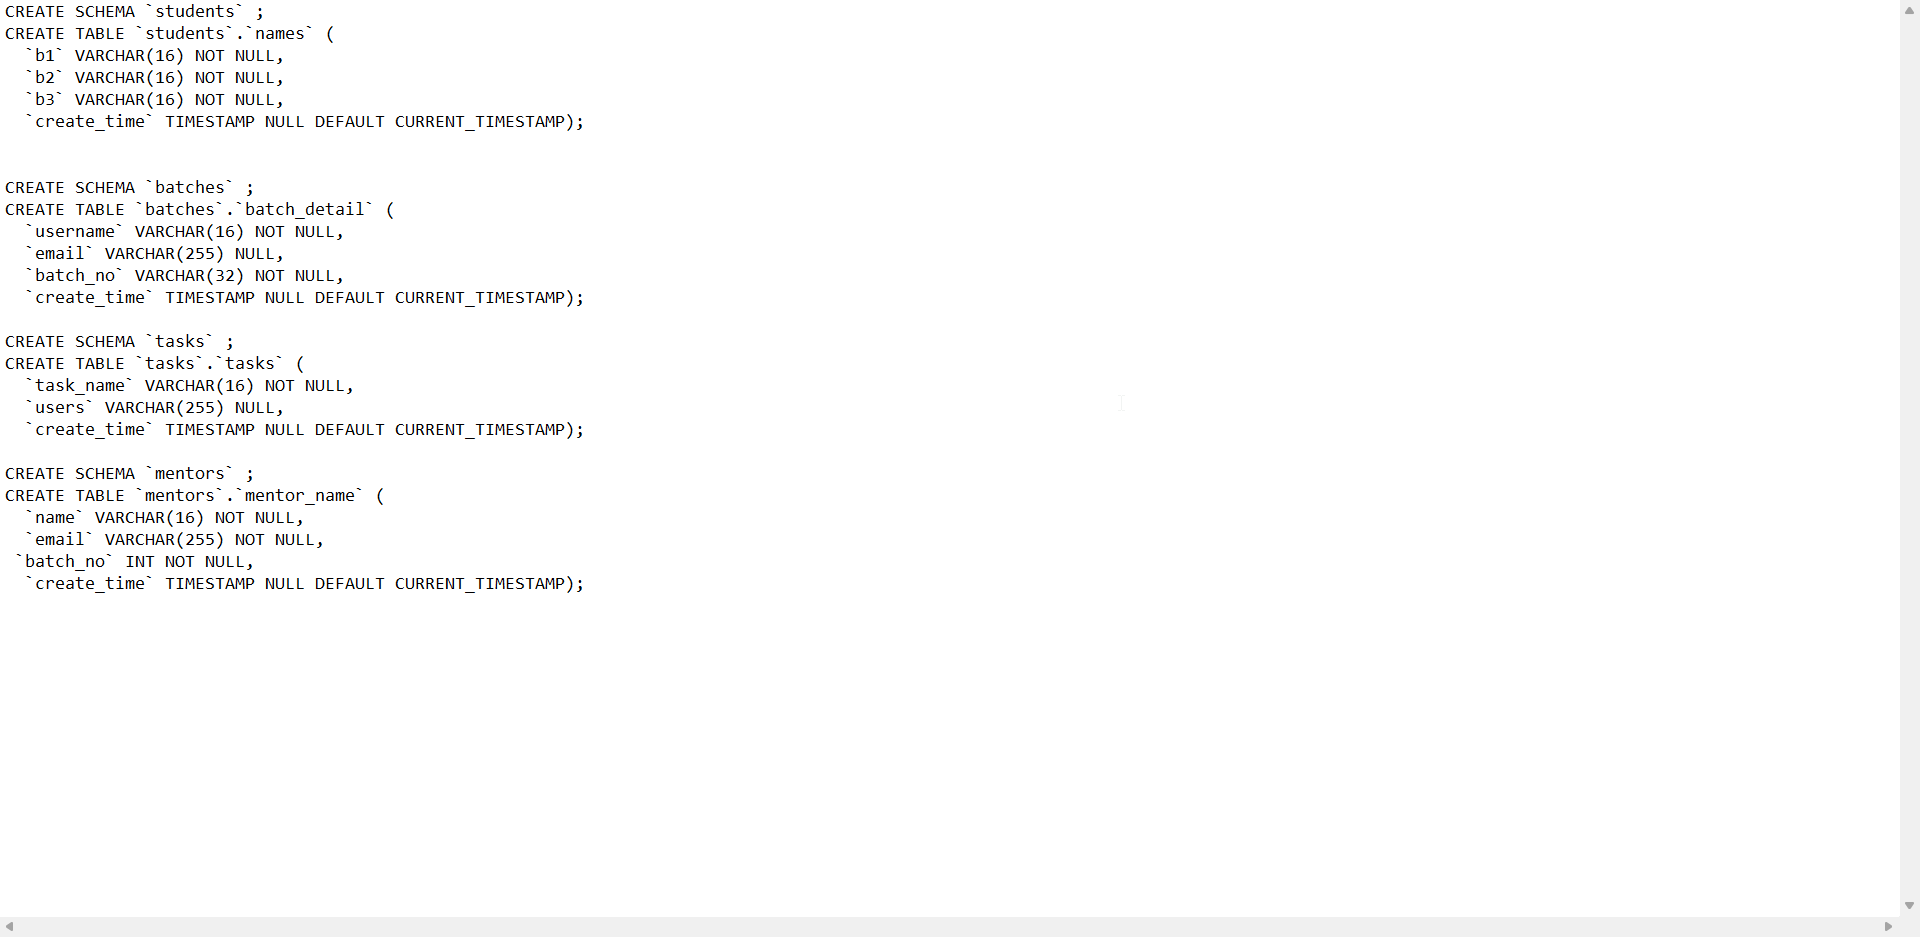 CREATE SCHEMA `students` ;
CREATE TABLE `students`.`names` (
  `b1` VARCHAR(16) NOT NULL,
  `b2` VARCHAR(16) NOT NULL,
  `b3` VARCHAR(16) NOT NULL,
  `create_time` TIMESTAMP NULL DEFAULT CURRENT_TIMESTAMP);
CREATE SCHEMA `batches` ;
CREATE TABLE `batches`.`batch_detail` (
  `username` VARCHAR(16) NOT NULL,
  `email` VARCHAR(255) NULL,
  `batch_no` VARCHAR(32) NOT NULL,
  `create_time` TIMESTAMP NULL DEFAULT CURRENT_TIMESTAMP);
CREATE SCHEMA `tasks` ;
CREATE TABLE `tasks`.`tasks` (
  `task_name` VARCHAR(16) NOT NULL,
  `users` VARCHAR(255) NULL,
  `create_time` TIMESTAMP NULL DEFAULT CURRENT_TIMESTAMP);
CREATE SCHEMA `mentors` ;
CREATE TABLE `mentors`.`mentor_name` (
  `name` VARCHAR(16) NOT NULL,
  `email` VARCHAR(255) NOT NULL,
 `batch_no` INT NOT NULL,
  `create_time` TIMESTAMP NULL DEFAULT CURRENT_TIMESTAMP);